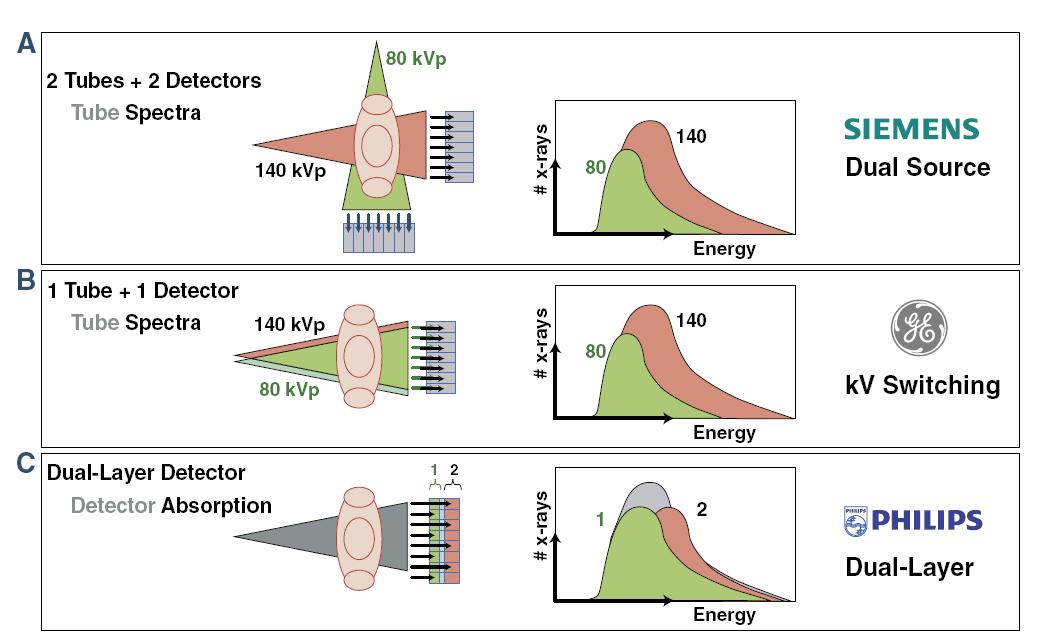 A
2 Tubes + 2 Detectors
Tube Spectra
80 kVp
140 kVp
# x-rays
80
140
Energy
SIEMENS
Dual Source
B
1 Tube + 1 Detector
Tube Spectra
140 kVp
80 kVp
# x-rays
80
140
Energy
GE
kV Switching
C
Dual-Layer Detector
Detector Absorption
1 2
# x-rays
1
2
Energy
PHILIPS
PHILIPS
Dual-Layer